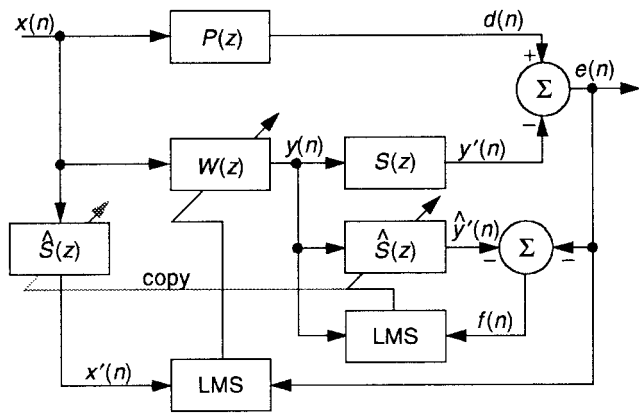 x(n)
P(z)
d(n)
+
Σ
e(n)
−
W(z)
y(n)
S(z)
y′(n)
Ŝ(z)
Ŝ(z)
ŷ′(n)
−
Σ
−
copy
LMS
f(n)
x′(n)
LMS